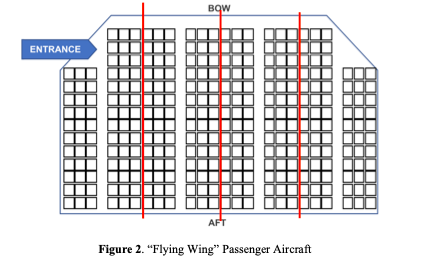 BOW
ENTRANCE
AFT
Figure 2. “Flying Wing” Passenger Aircraft